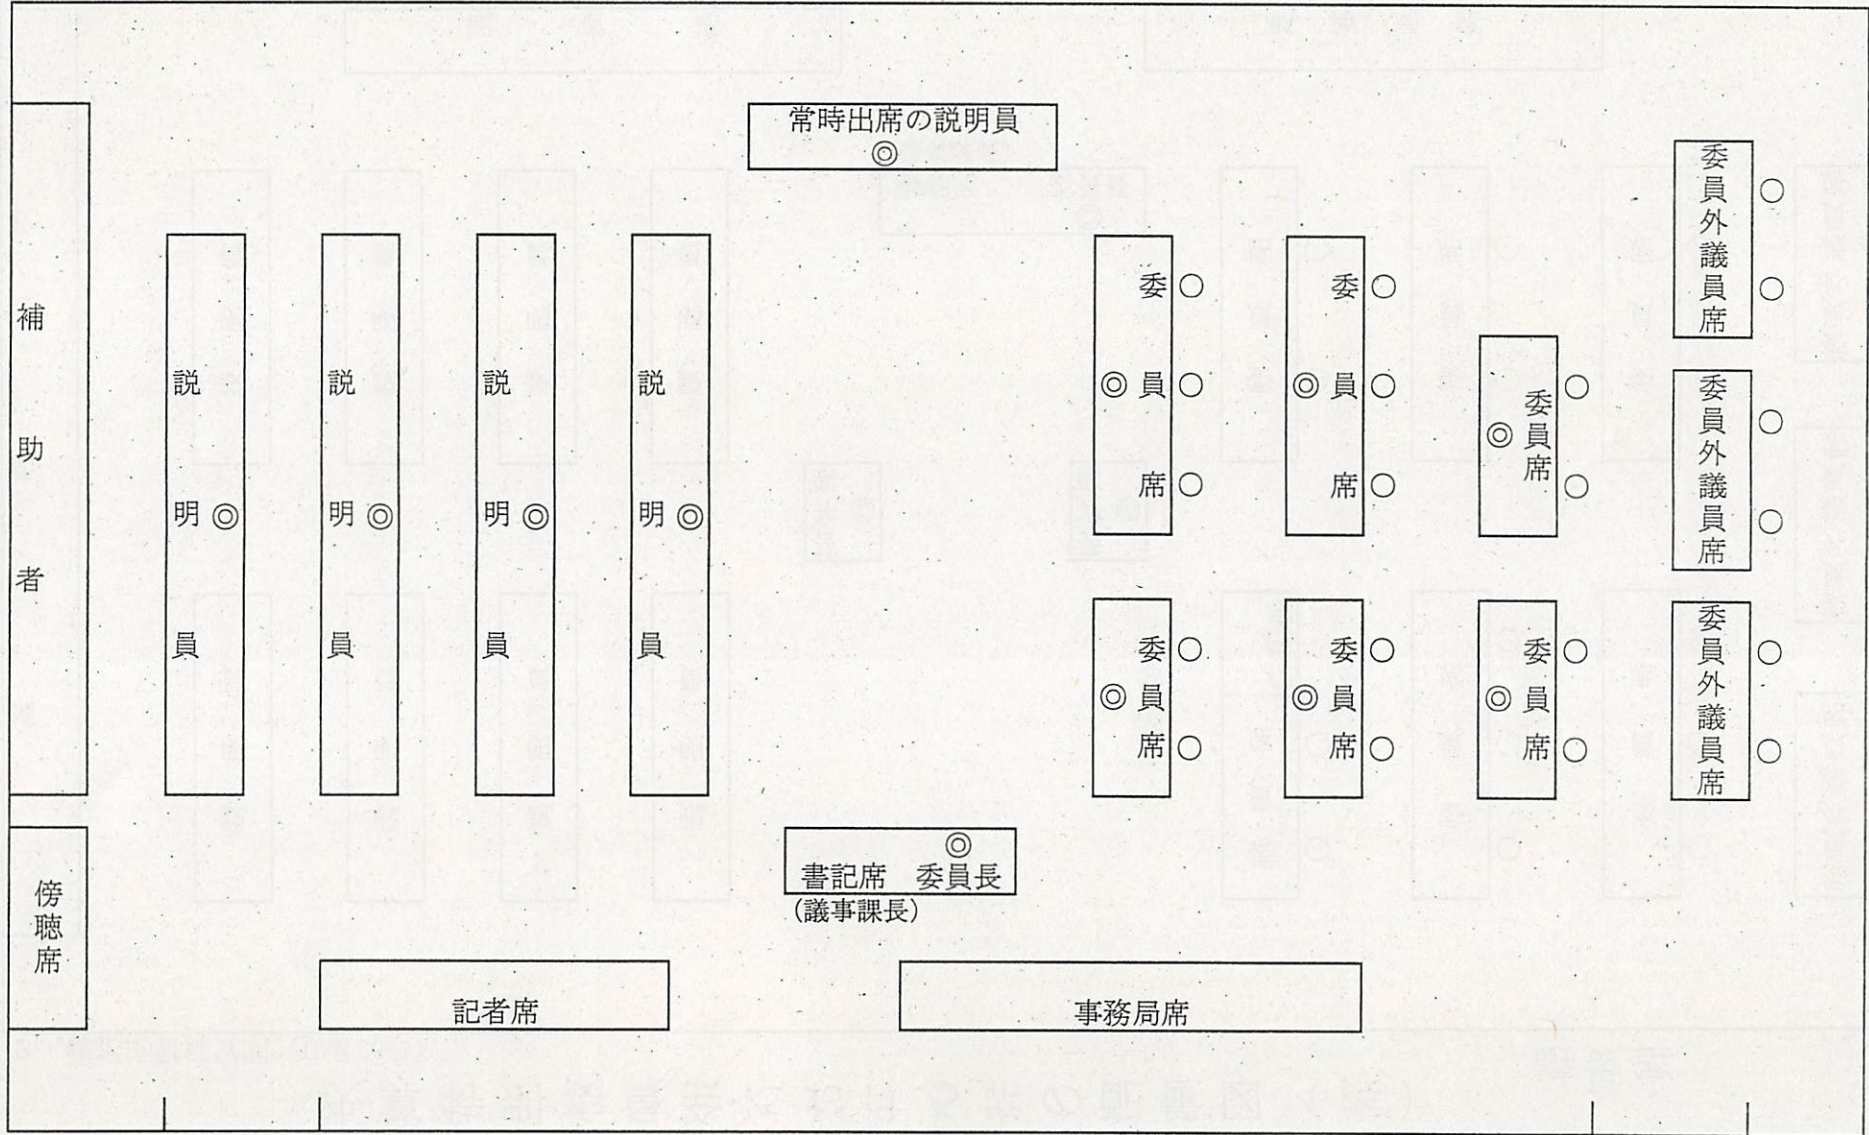 常時出席の説明員
◎
補助者
説明員
◎
説明員
◎
説明員
◎
説明員
◎
委員席
◎
委員席
◎
委員席
◎
委員外議員席
委員外議員席
委員席
◎
委員席
◎
委員席
◎
委員外議員席
◎
書記席 委員長
(議事課長)
傍聴席
記者席
事務局席